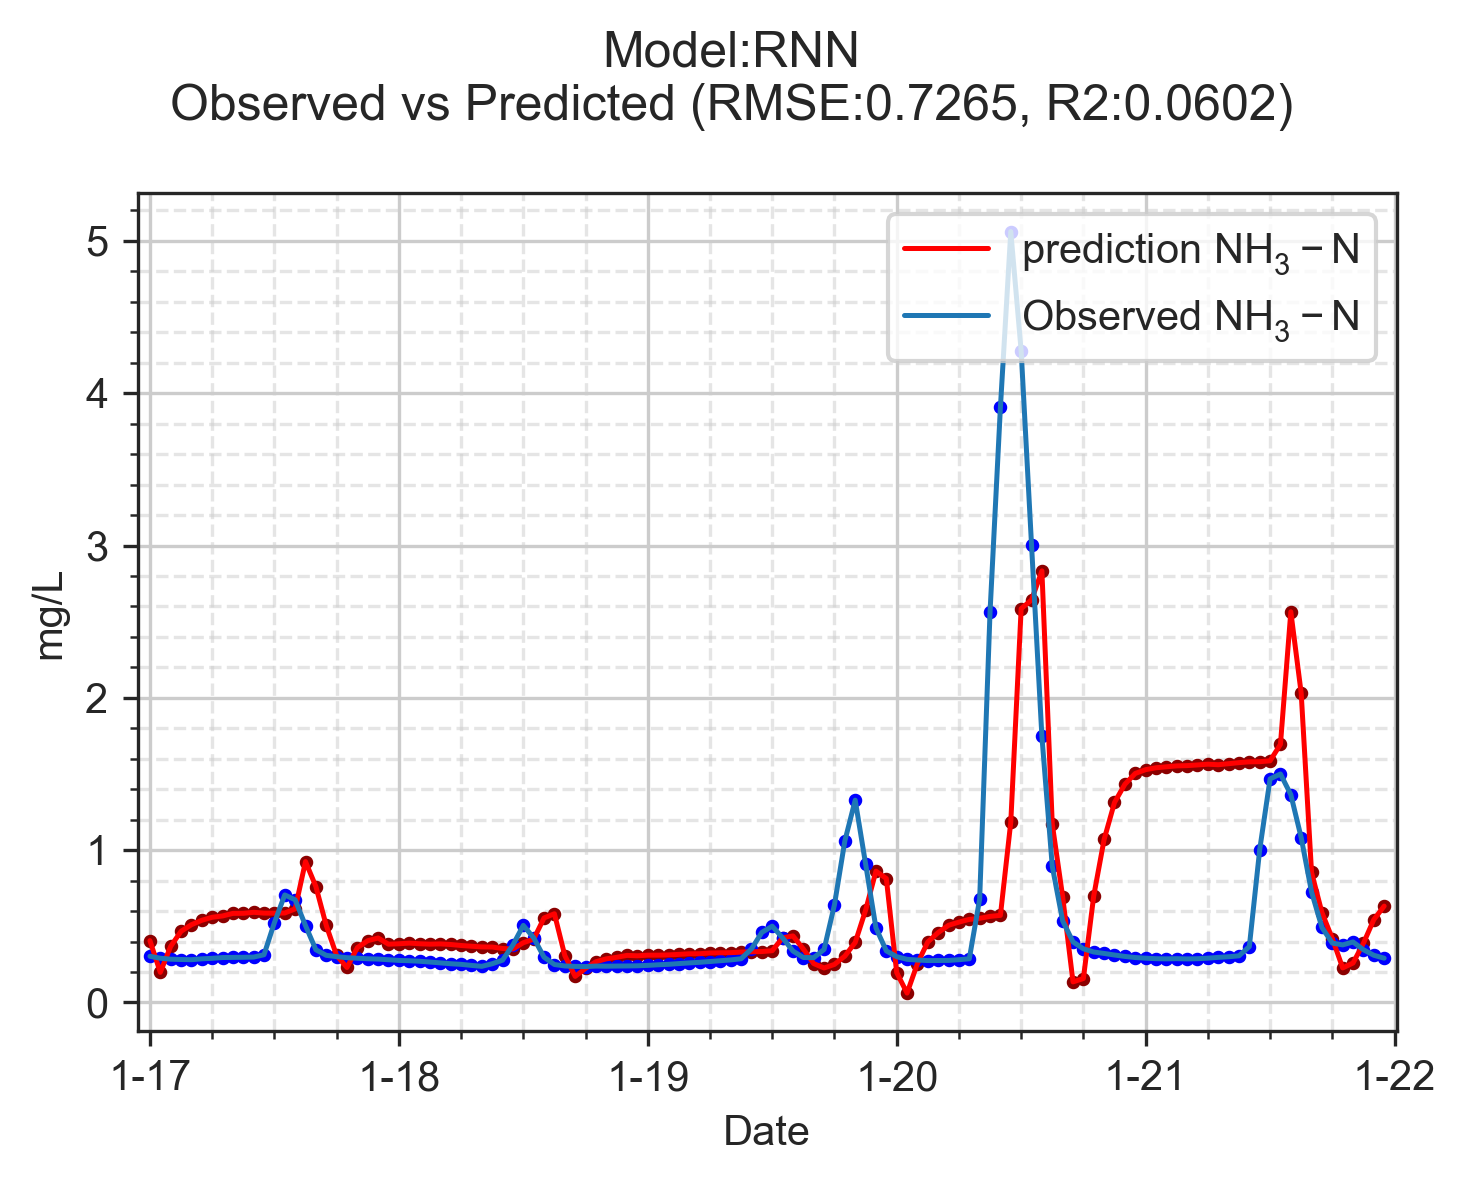 Model:RNN
Observed vs Predicted (RMSE:0.7265, R2:0.0602)
prediction NH₃ − N
Observed NH₃ − N
5
4
3
2
1
0
mg/L
1-17 1-18 1-19 1-20 1-21 1-22
Date